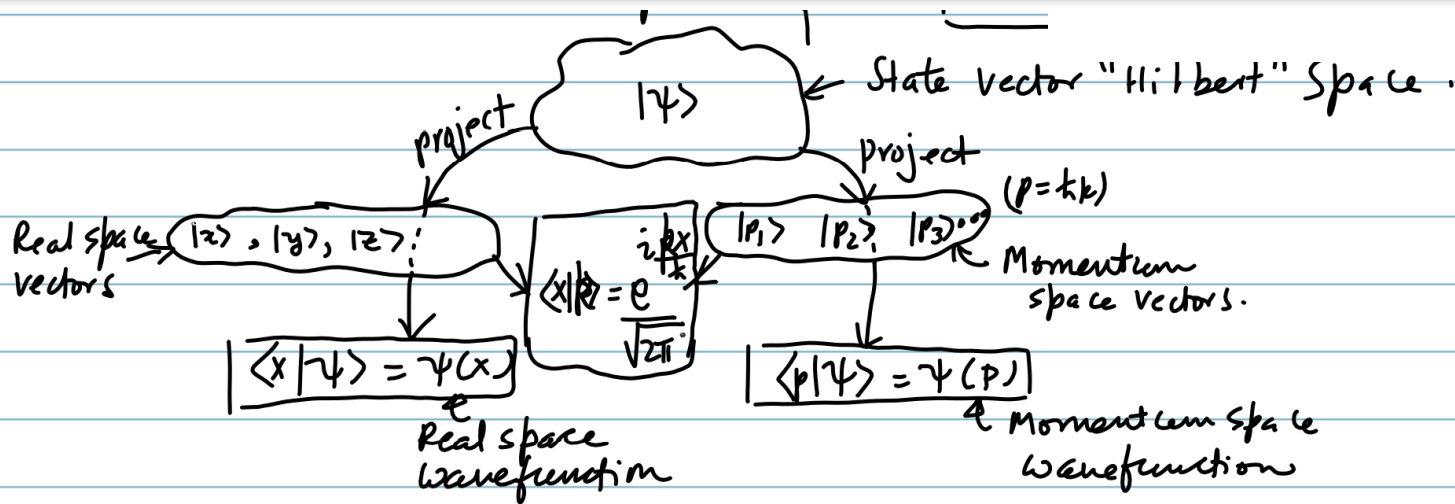 |ψ⟩
State vector "Hilbert" Space.
project
project
(p=ħk)
Real space
vectors
|x⟩, |y⟩, |z⟩
|p₁⟩ |p₂⟩ |p₃⟩...
Momentum
space vectors.
⟨x|p⟩ = e^{i px/ħ} / √2π
⟨x|ψ⟩ = ψ(x)
⟨p|ψ⟩ = ψ(p)
Real space
wavefunction
Momentum space
wavefunction